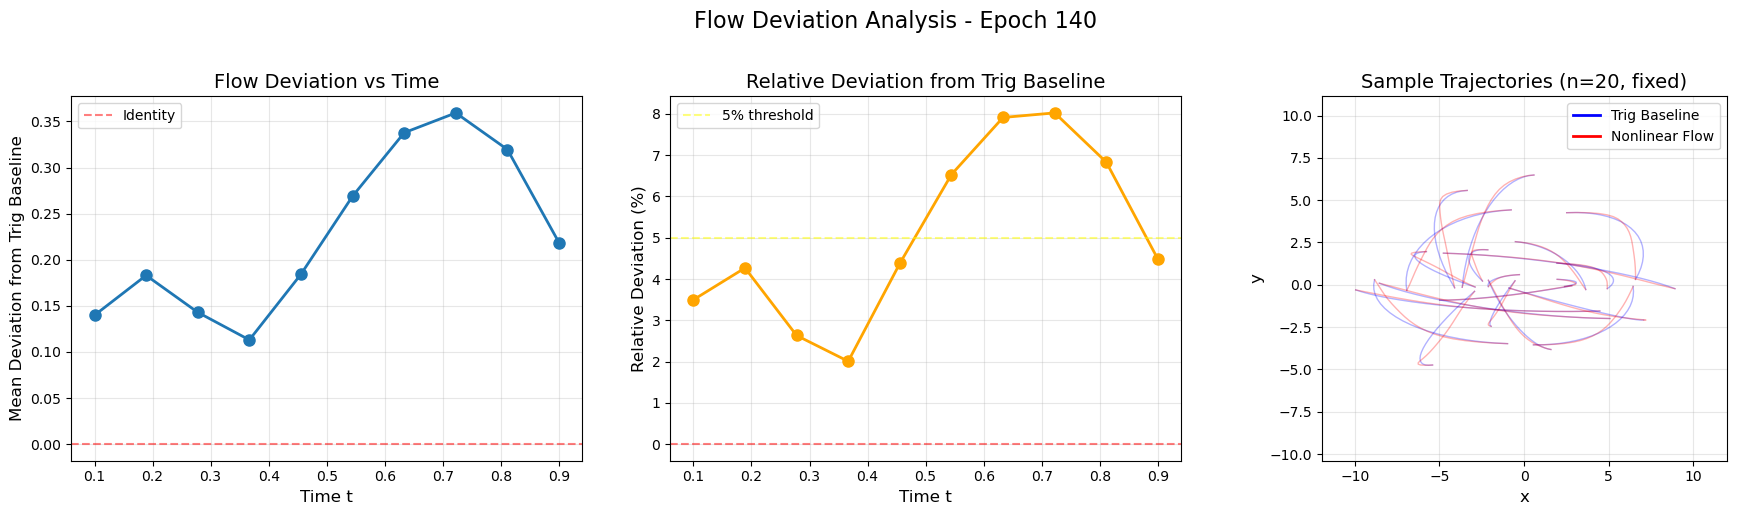 Flow Deviation Analysis - Epoch 140
Flow Deviation vs Time
Mean Deviation from Trig Baseline
0.35
0.30
0.25
0.20
0.15
0.10
0.05
0.00
Identity
0.1 0.2 0.3 0.4 0.5 0.6 0.7 0.8 0.9
Time t
Relative Deviation from Trig Baseline
Relative Deviation (%)
8
7
6
5
4
3
2
1
0
5% threshold
0.1 0.2 0.3 0.4 0.5 0.6 0.7 0.8 0.9
Time t
Sample Trajectories (n=20, fixed)
y
10.0
7.5
5.0
2.5
0.0
−2.5
−5.0
−7.5
−10.0
Trig Baseline
Nonlinear Flow
−10 −5 0 5 10
x